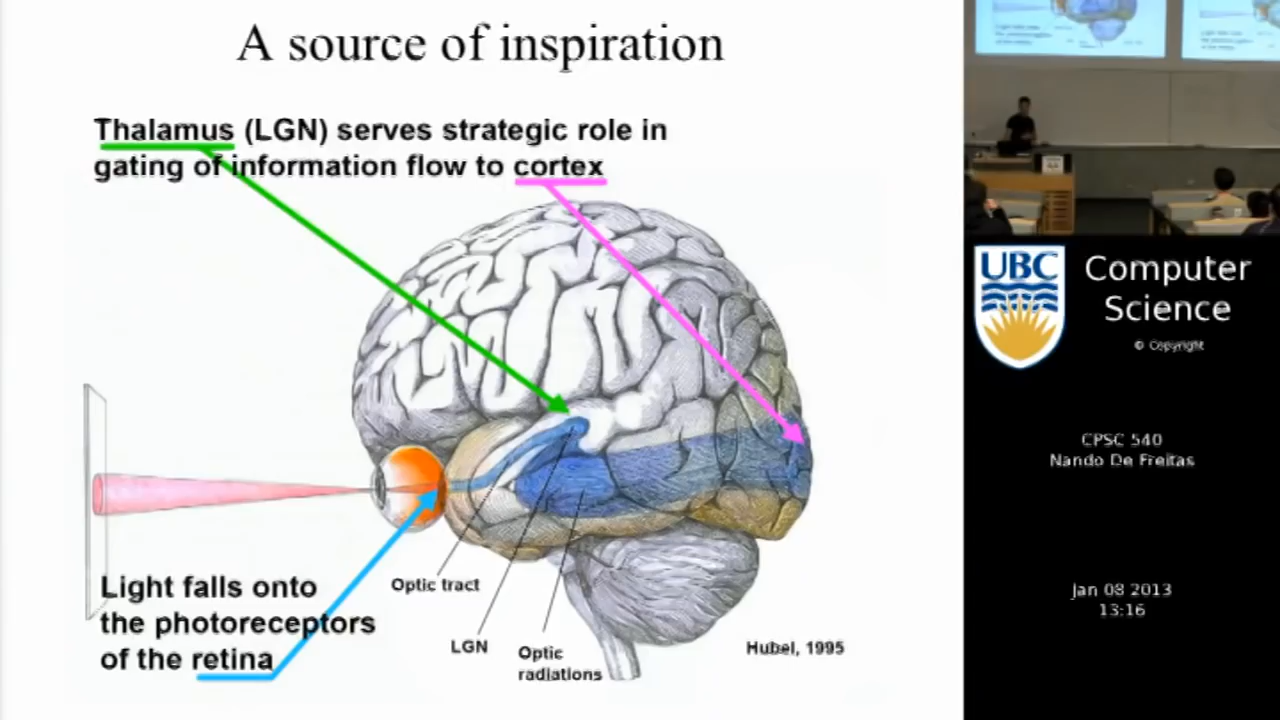 A source of inspiration
Thalamus (LGN) serves strategic role in
gating of information flow to cortex
Light falls onto
the photoreceptors
of the retina
Optic tract
LGN
Optic
radiations
Hubel, 1995
UBC
Computer
Science
© Copyright
CPSC 540
Nando De Freitas
Jan 08 2013
13:16